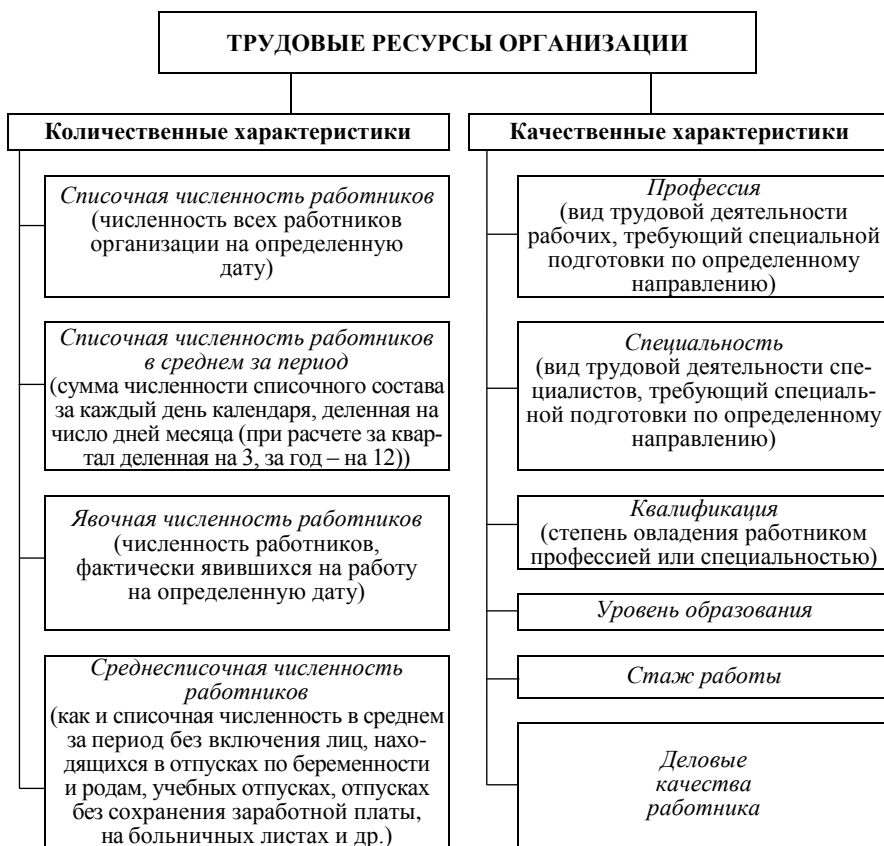 ТРУДОВЫЕ РЕСУРСЫ ОРГАНИЗАЦИИ
Количественные характеристики
Списочная численность работников
(численность всех работников
организации на определенную
дату)
Списочная численность работников
в среднем за период
(сумма численности списочного состава
за каждый день календаря, деленная на
число дней месяца (при расчете за квар-
тал деленная на 3, за год – на 12))
Явочная численность работников
(численность работников,
фактически явившихся на работу
на определенную дату)
Среднесписочная численность
работников
(как и списочная численность в среднем
за период без включения лиц, нахо-
дящихся в отпусках по беременности
и родам, учебных отпусках, отпусках
без сохранения заработной платы,
на больничных листах и др.)
Качественные характеристики
Профессия
(вид трудовой деятельности
рабочих, требующий специальной
подготовки по определенному
направлению)
Специальность
(вид трудовой деятельности спе-
циалистов, требующий специаль-
ной подготовки по определенному
направлению)
Квалификация
(степень овладения работником
профессией или специальностью)
Уровень образования
Стаж работы
Деловые
качества
работника